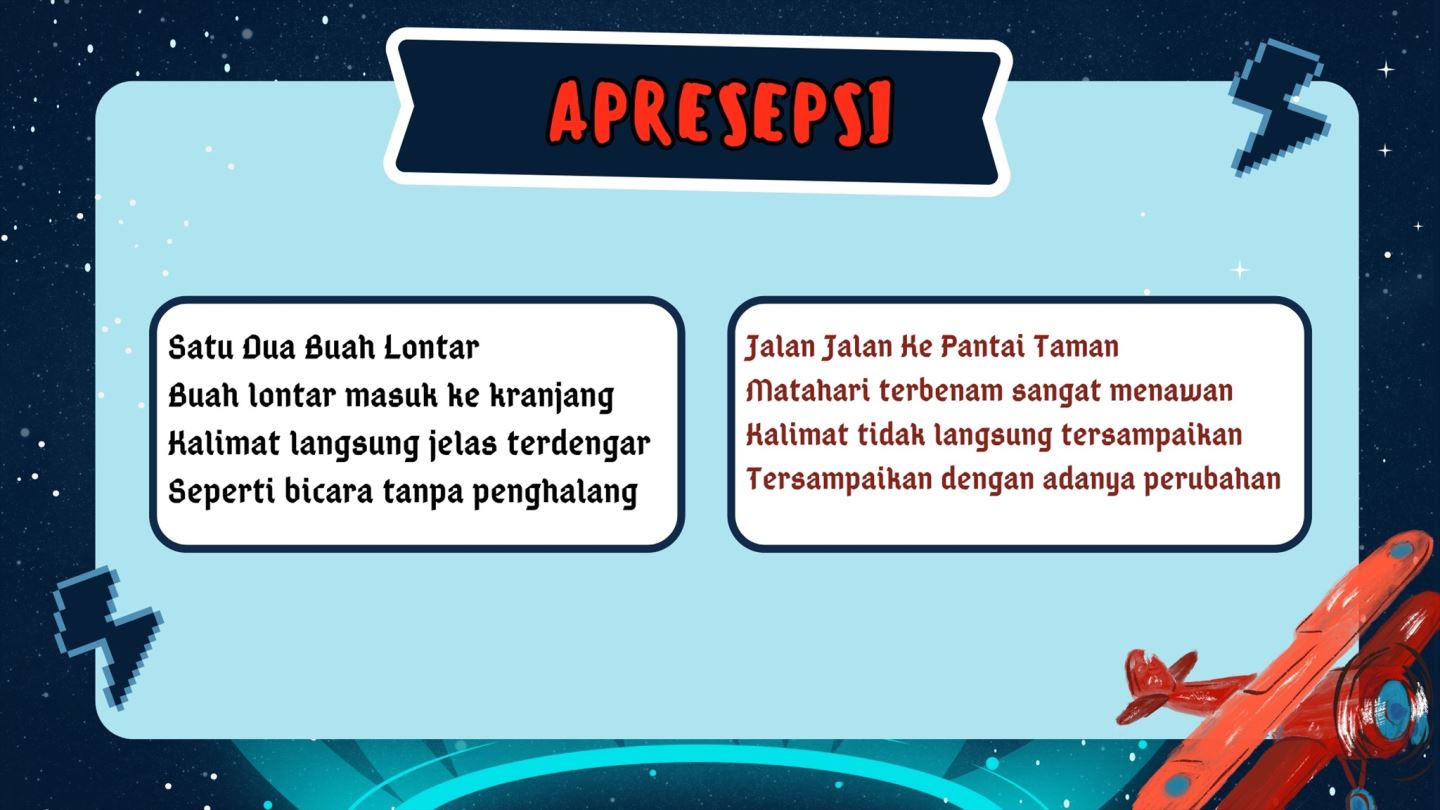 APRESEPSI
Satu Dua Buah Lontar
Buah lontar masuk ke kranjang
Kalimat langsung jelas terdengar
Seperti bicara tanpa penghalang
Jalan Jalan Ke Pantai Taman
Matahari terbenam sangat menawan
Kalimat tidak langsung tersampaikan
Tersampaikan dengan adanya perubahan